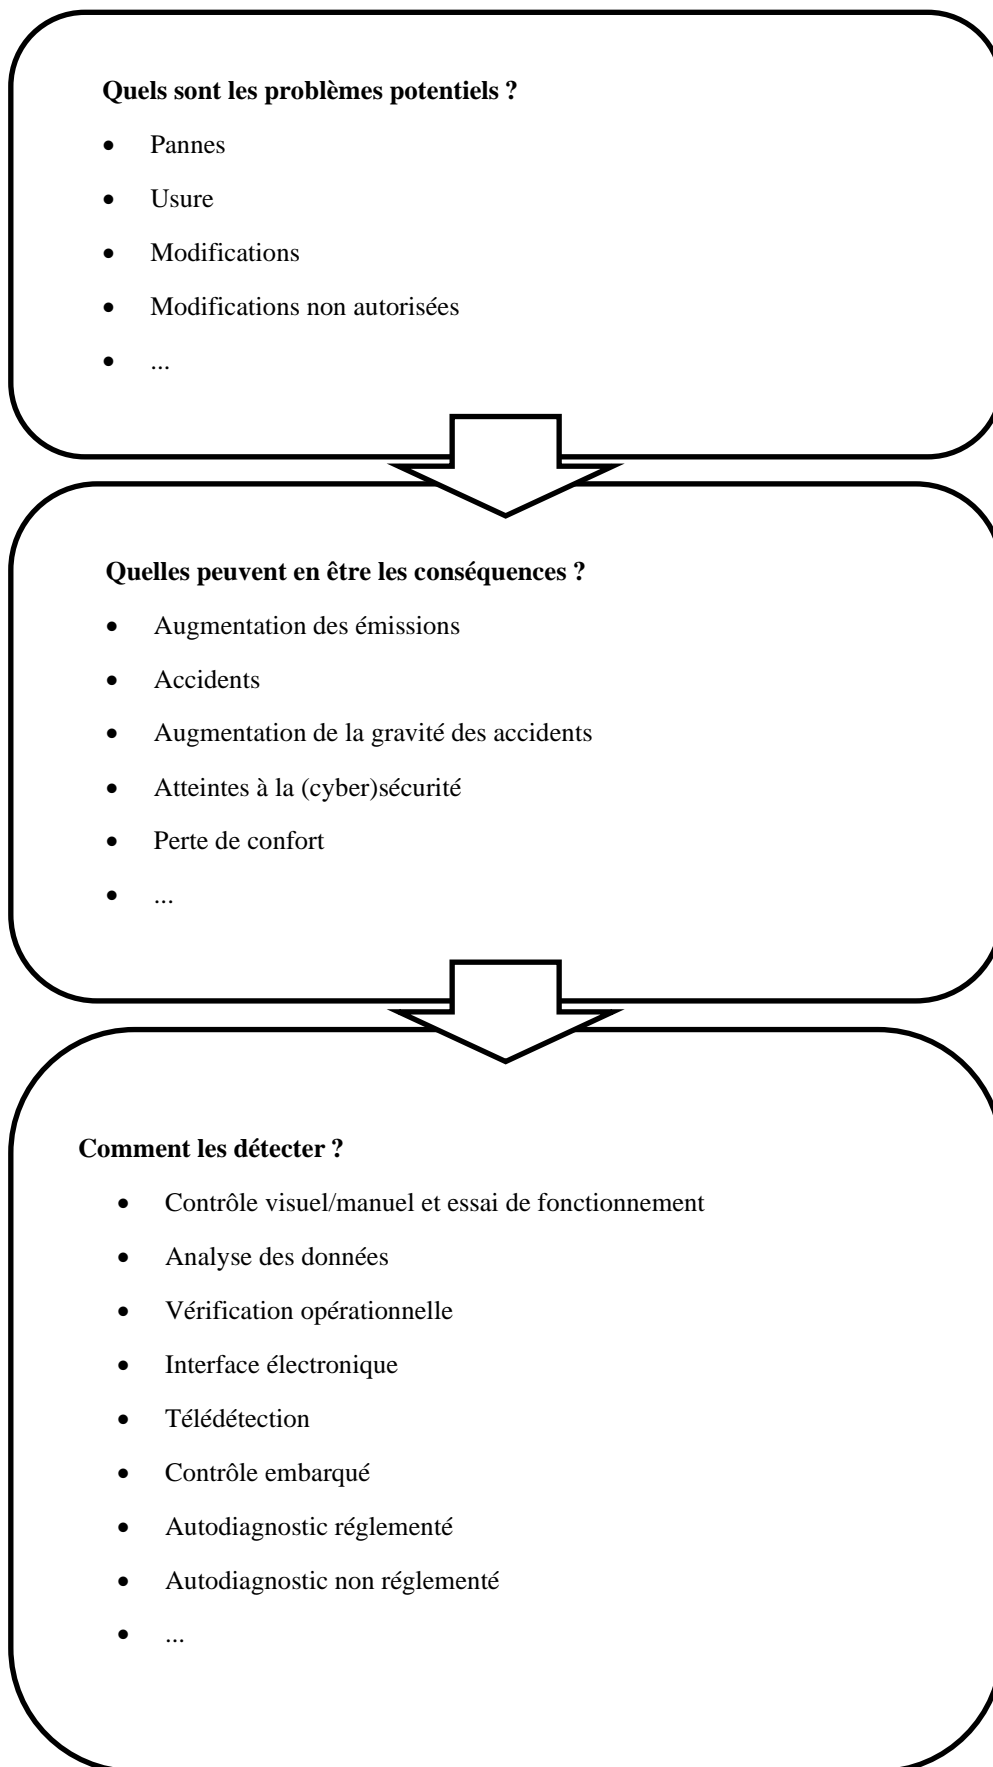 Quels sont les problèmes potentiels ?
• Pannes
• Usure
• Modifications
• Modifications non autorisées
• ...
Quelles peuvent en être les conséquences ?
• Augmentation des émissions
• Accidents
• Augmentation de la gravité des accidents
• Atteintes à la (cyber)sécurité
• Perte de confort
• ...
Comment les détecter ?
• Contrôle visuel/manuel et essai de fonctionnement
• Analyse des données
• Vérification opérationnelle
• Interface électronique
• Télédétection
• Contrôle embarqué
• Autodiagnostic réglementé
• Autodiagnostic non réglementé
• ...